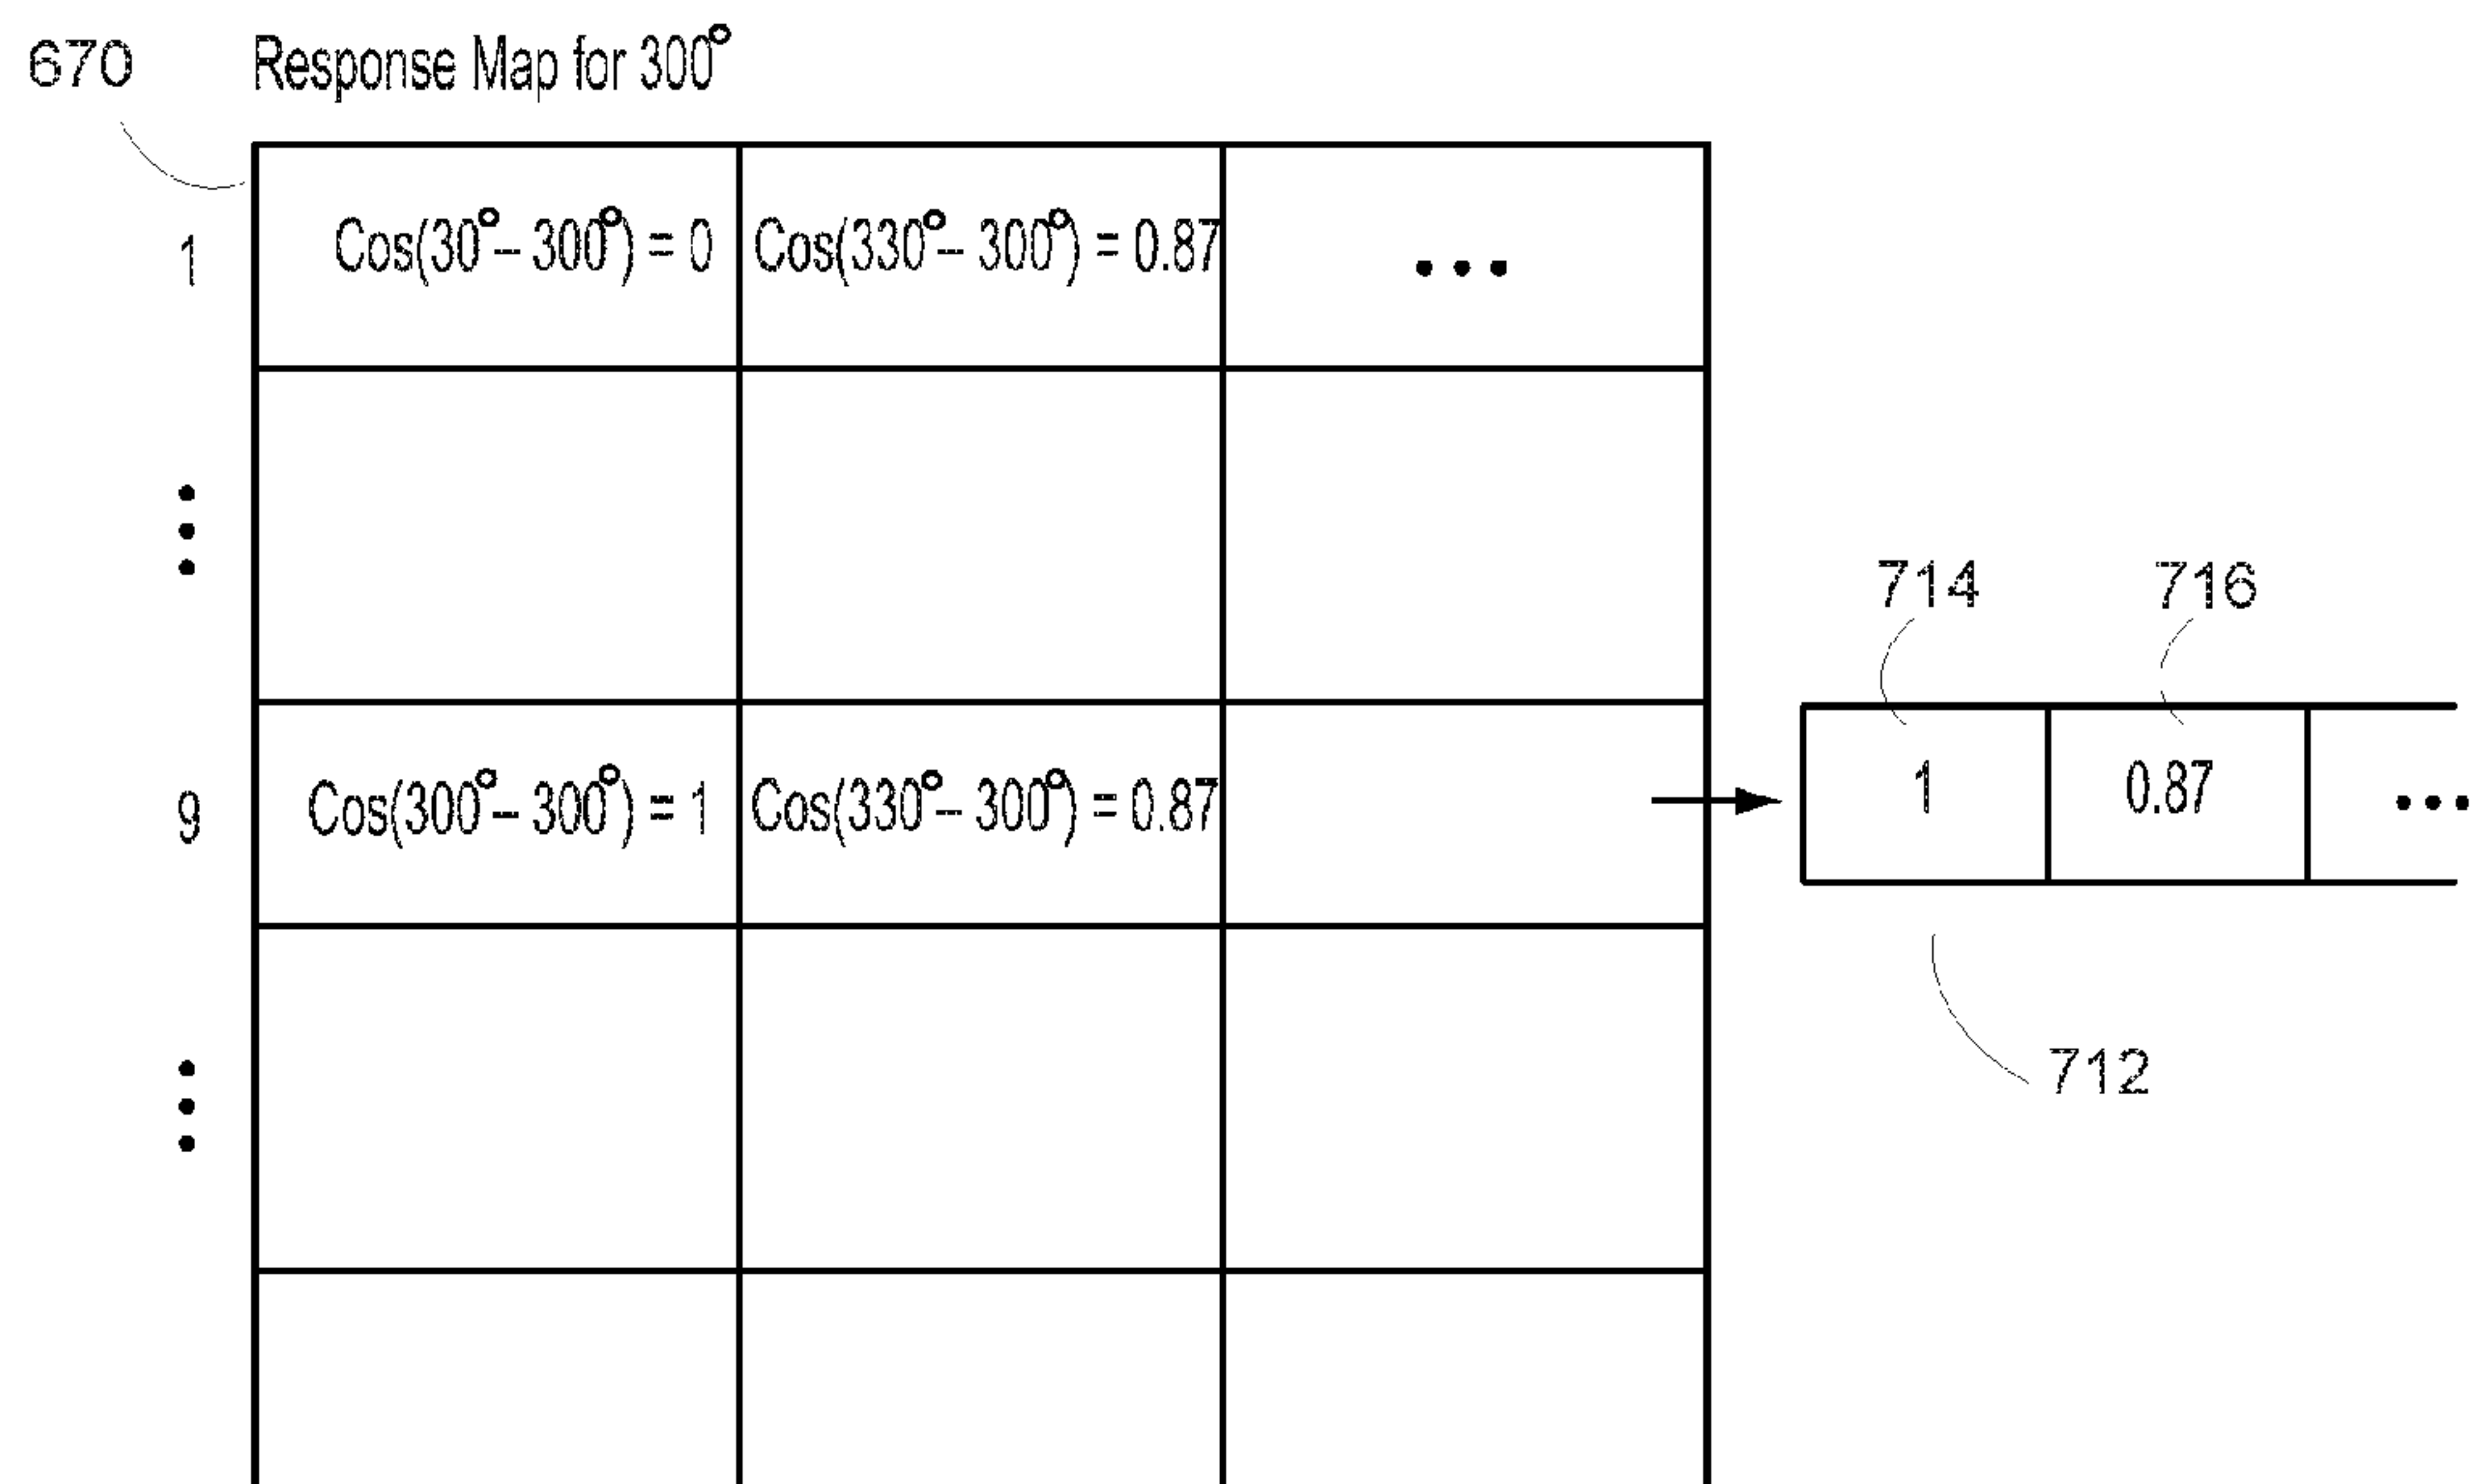 670 Response Map for 300°
1 Cos(30°– 300°) = 0 Cos(330°– 300°) = 0.87 •••
714 716
9 Cos(300°– 300°) = 1 Cos(330°– 300°) = 0.87 1 0.87 •••
712